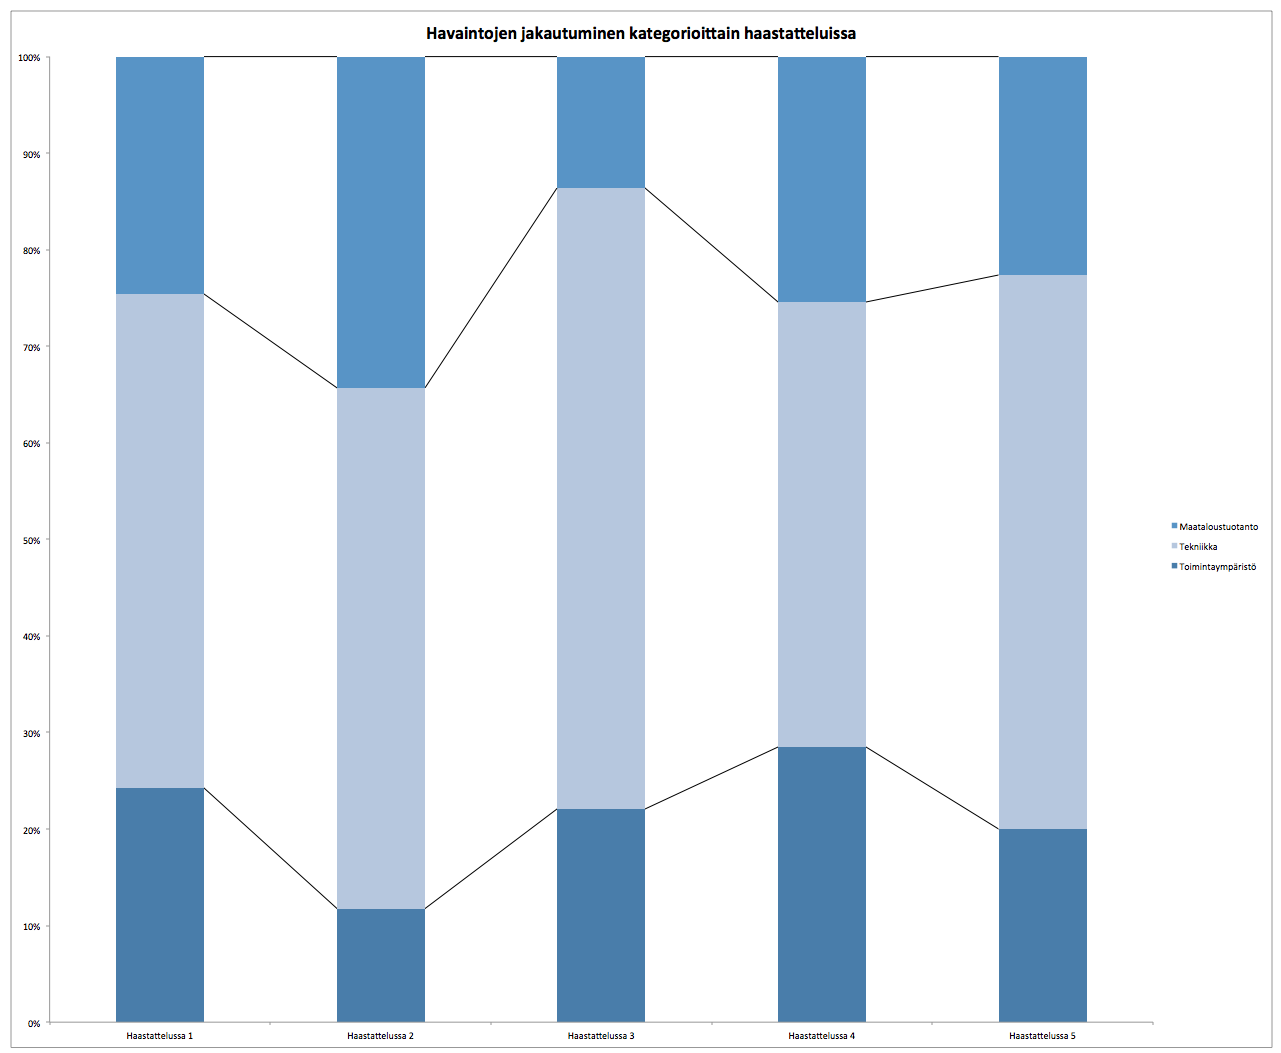 Havaintojen jakautuminen kategorioittain haastatteluissa
100%
90%
80%
70%
60%
50%
40%
30%
20%
10%
0%
Haastattelussa 1
Haastattelussa 2
Haastattelussa 3
Haastattelussa 4
Haastattelussa 5
Maataloustuotanto
Tekniikka
Toimintaympäristö